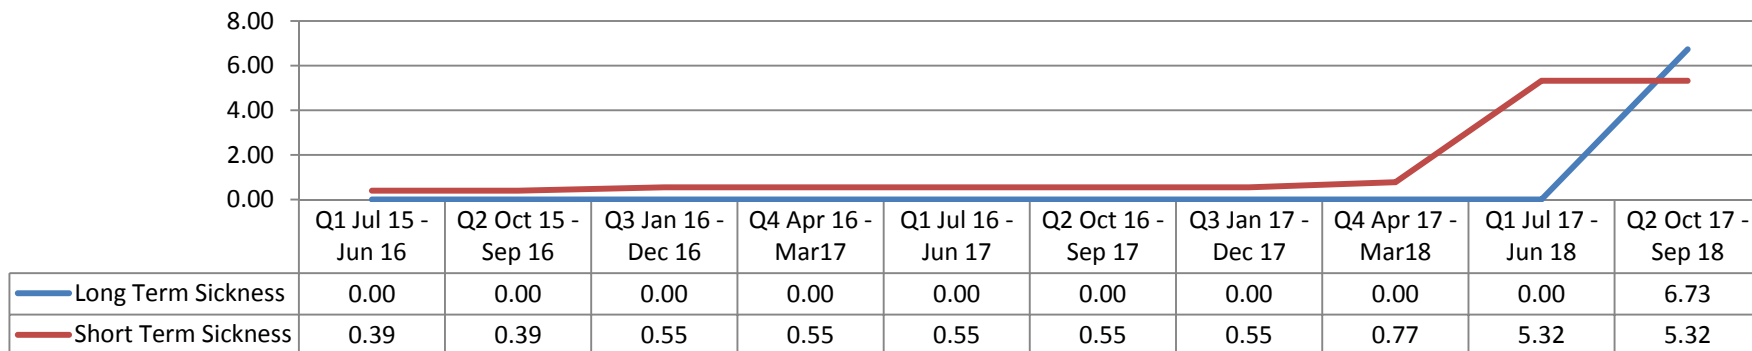 8.00
6.00
4.00
2.00
0.00
Q1 Jul 15 - Q2 Oct 15 - Q3 Jan 16 - Q4 Apr 16 - Q1 Jul 16 - Q2 Oct 16 - Q3 Jan 17 - Q4 Apr 17 - Q1 Jul 17 - Q2 Oct 17 -
Jun 16 Sep 16 Dec 16 Mar17 Jun 17 Sep 17 Dec 17 Mar18 Jun 18 Sep 18
Long Term Sickness 0.00 0.00 0.00 0.00 0.00 0.00 0.00 0.00 0.00 6.73
Short Term Sickness 0.39 0.39 0.55 0.55 0.55 0.55 0.55 0.77 5.32 5.32